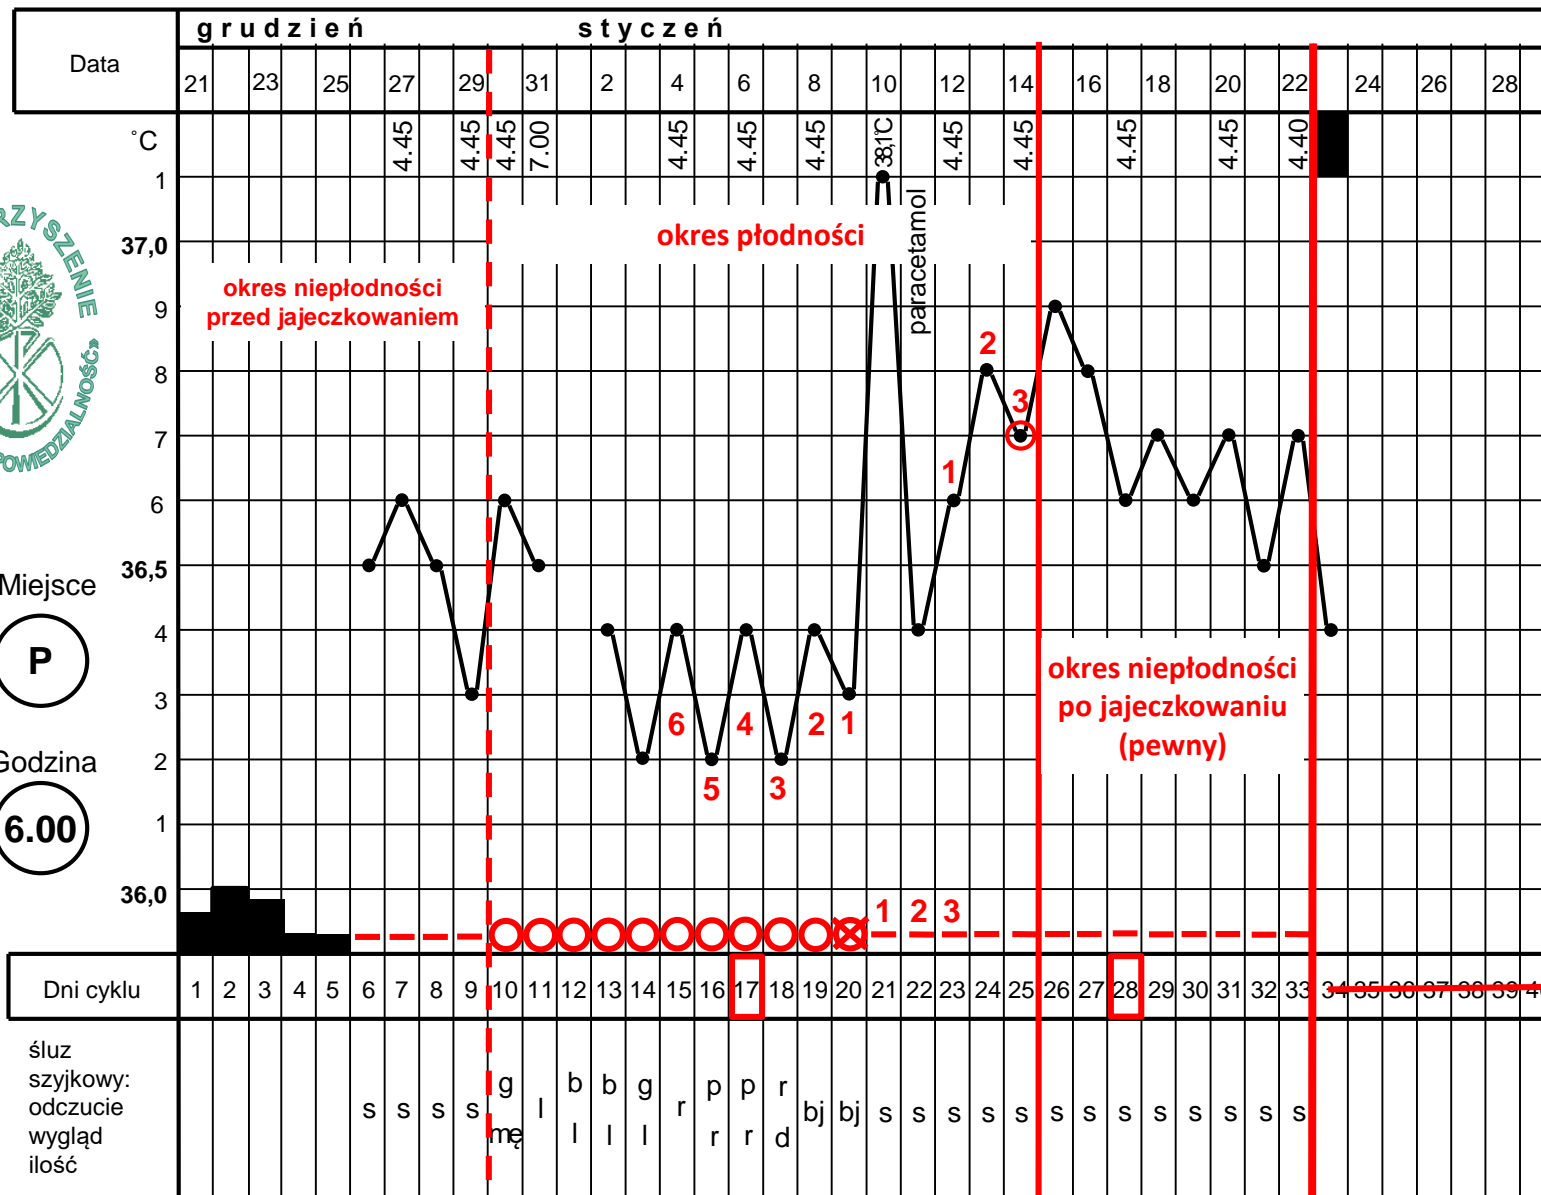 grudzień styczeń
Data
21 23 25 27 29 31 2 4 6 8 10 12 14 16 18 20 22 24 26 28
°C
4.45 4.45 4.45 7.00 4.45 4.45 4.45 38,1°C 4.45 4.45 4.45 4.45 4.40
paracetamol
RZYSZENIE
POWIEDZIALNOŚĆ»
1
37,0
9
8
7
6
36,5
4
3
2
1
36,0
okres płodności
okres niepłodności
przed jajeczkowaniem
2
3
1
Miejsce
P
okres niepłodności
po jajeczkowaniu
(pewny)
6 4 2 1
5 3
Godzina
6.00
1 2 3
Dni cyklu
1 2 3 4 5 6 7 8 9 10 11 12 13 14 15 16 17 18 19 20 21 22 23 24 25 26 27 28 29 30 31 32 33 34 35 36 37 38 39
śluz
szyjkowy:
odczucie
wygląd
ilość
s s s s g l b b g r p p r bj bj s s s s s s s s s s s s s
mę l l l r r d